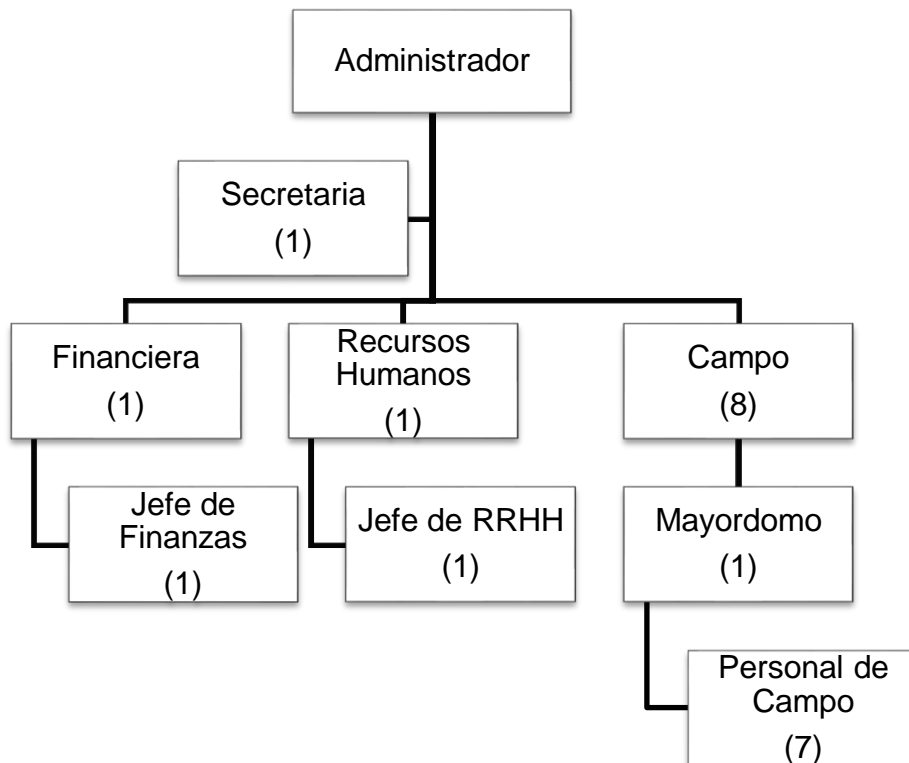 Administrador
Secretaria
(1)
Financiera
(1)
Recursos
Humanos
(1)
Campo
(8)
Jefe de
Finanzas
(1)
Jefe de RRHH
(1)
Mayordomo
(1)
Personal de
Campo
(7)